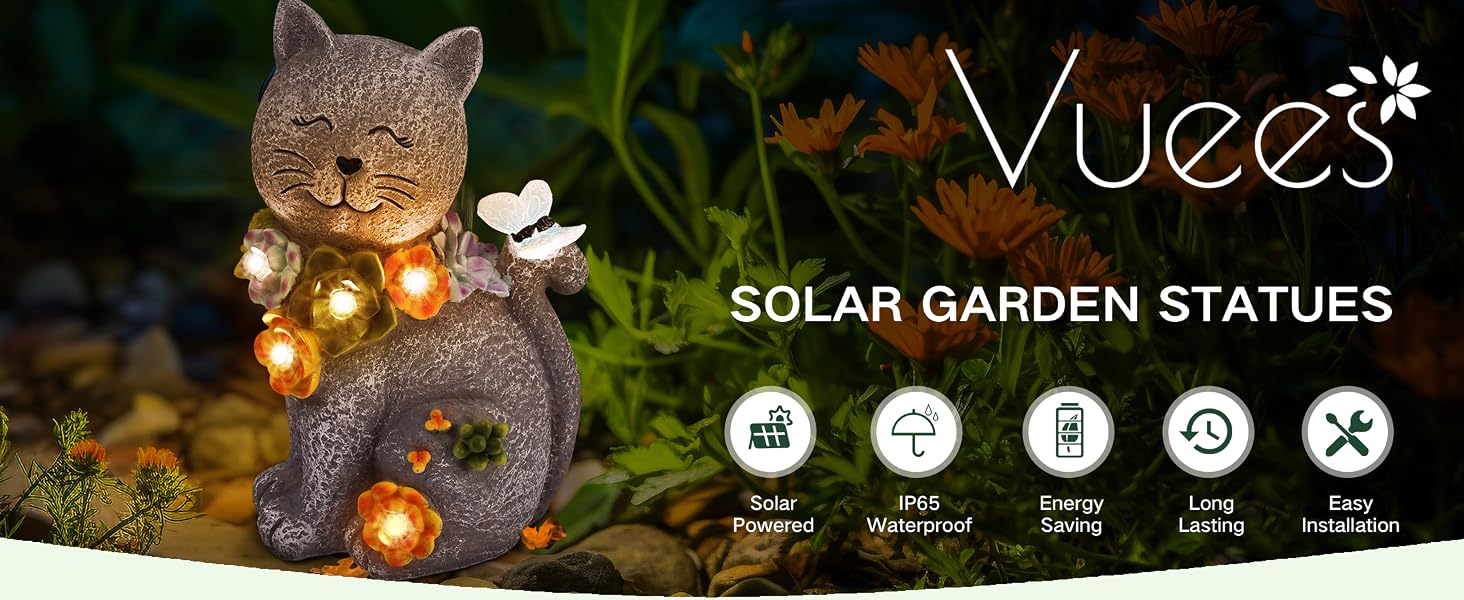 Vuees
SOLAR GARDEN STATUES
Solar
Powered
IP65
Waterproof
Energy
Saving
Long
Lasting
Easy
Installation